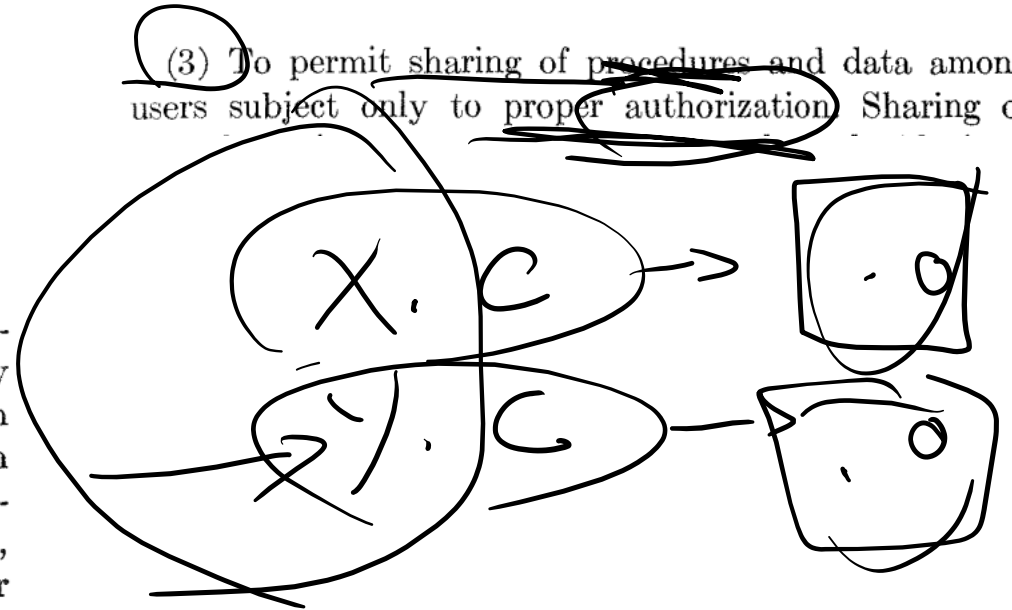 (3) To permit sharing of procedures and data amon
users subject only to proper authorization. Sharing o
X.C
Y.C
.o
.o